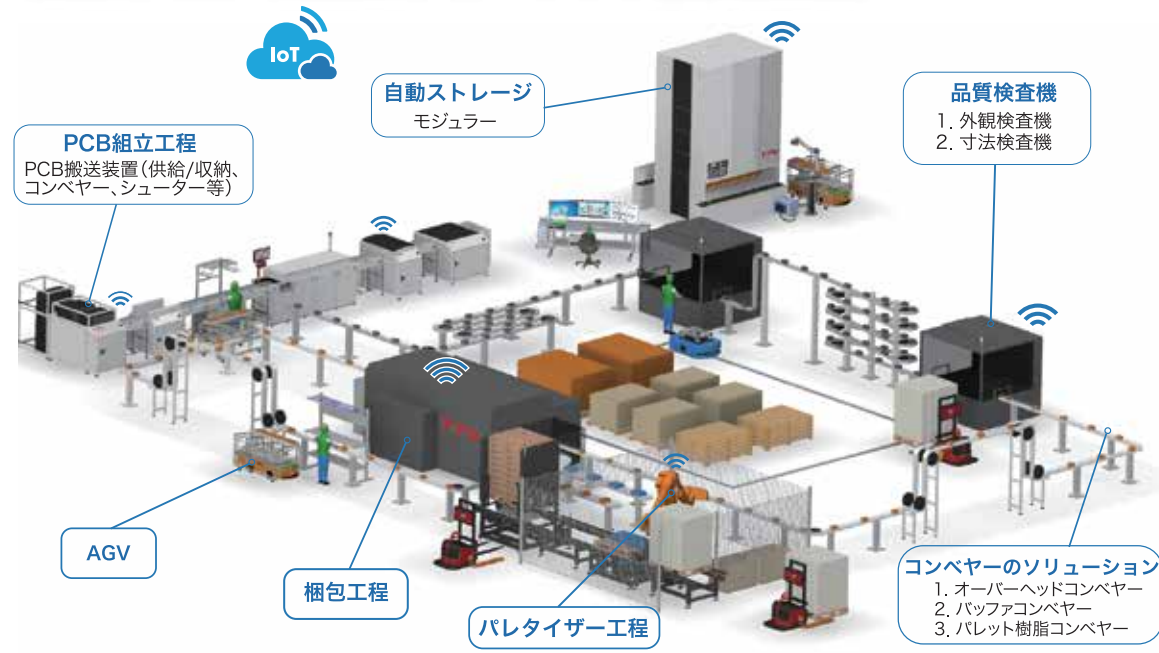 IoT
自動ストレージ
モジュラー
品質検査機
1. 外観検査機
2. 寸法検査機
PCB組立工程
PCB搬送装置(供給/収納、
コンベヤー、シューター等)
AGV
梱包工程
パレタイザー工程
コンベヤーのソリューション
1. オーバーヘッドコンベヤー
2. バッファコンベヤー
3. パレット樹脂コンベヤー